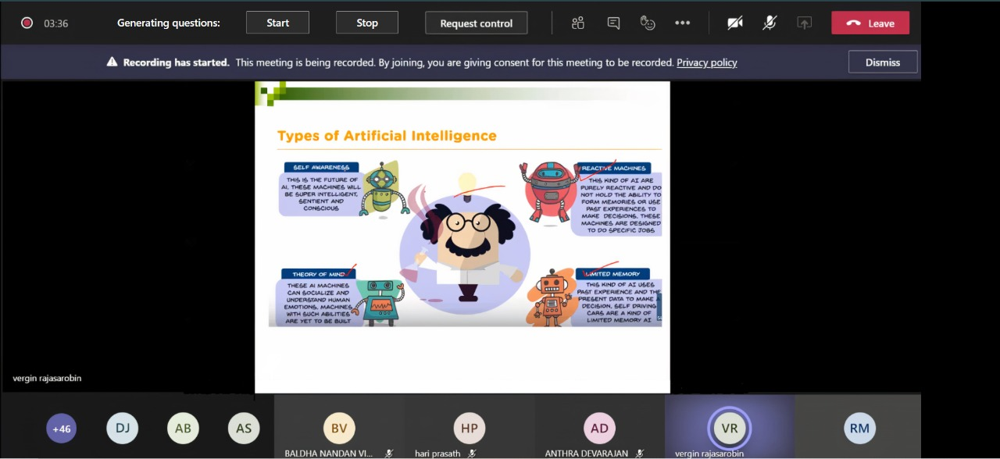 03:36
Generating questions:
Start
Stop
Request control
Leave
Recording has started. This meeting is being recorded. By joining, you are giving consent for this meeting to be recorded. Privacy policy
Dismiss
Types of Artificial Intelligence
SELF AWARENESS
THIS IS THE FUTURE OF
AI, THESE MACHINES WILL
BE SUPER INTELLIGENT,
SENTIENT AND
CONSCIOUS
REACTIVE MACHINES
THIS KIND OF AI ARE
PURELY REACTIVE AND DO
NOT HOLD THE ABILITY TO
FORM MEMORIES OR USE
PAST EXPERIENCES TO
MAKE DECISIONS. THESE
MACHINES ARE DESIGNED
TO DO SPECIFIC JOBS
THEORY OF MIND
THESE AI MACHINES
CAN SOCIALIZE AND
UNDERSTAND HUMAN
EMOTIONS, MACHINES
WITH SUCH ABILITIES
ARE YET TO BE BUILT
LIMITED MEMORY
THIS KIND OF AI USES
PAST EXPERIENCE AND THE
PRESENT DATA TO MAKE A
DECISION, SELF DRIVING
CARS ARE A KIND OF
LIMITED MEMORY AI
vergin rajasarobin
+46
DJ
AB
AS
BV
BALDHA NANDAN VI...
HP
hari prasath
AD
ANTHRA DEVARAJAN
VR
vergin rajasarobin
RM